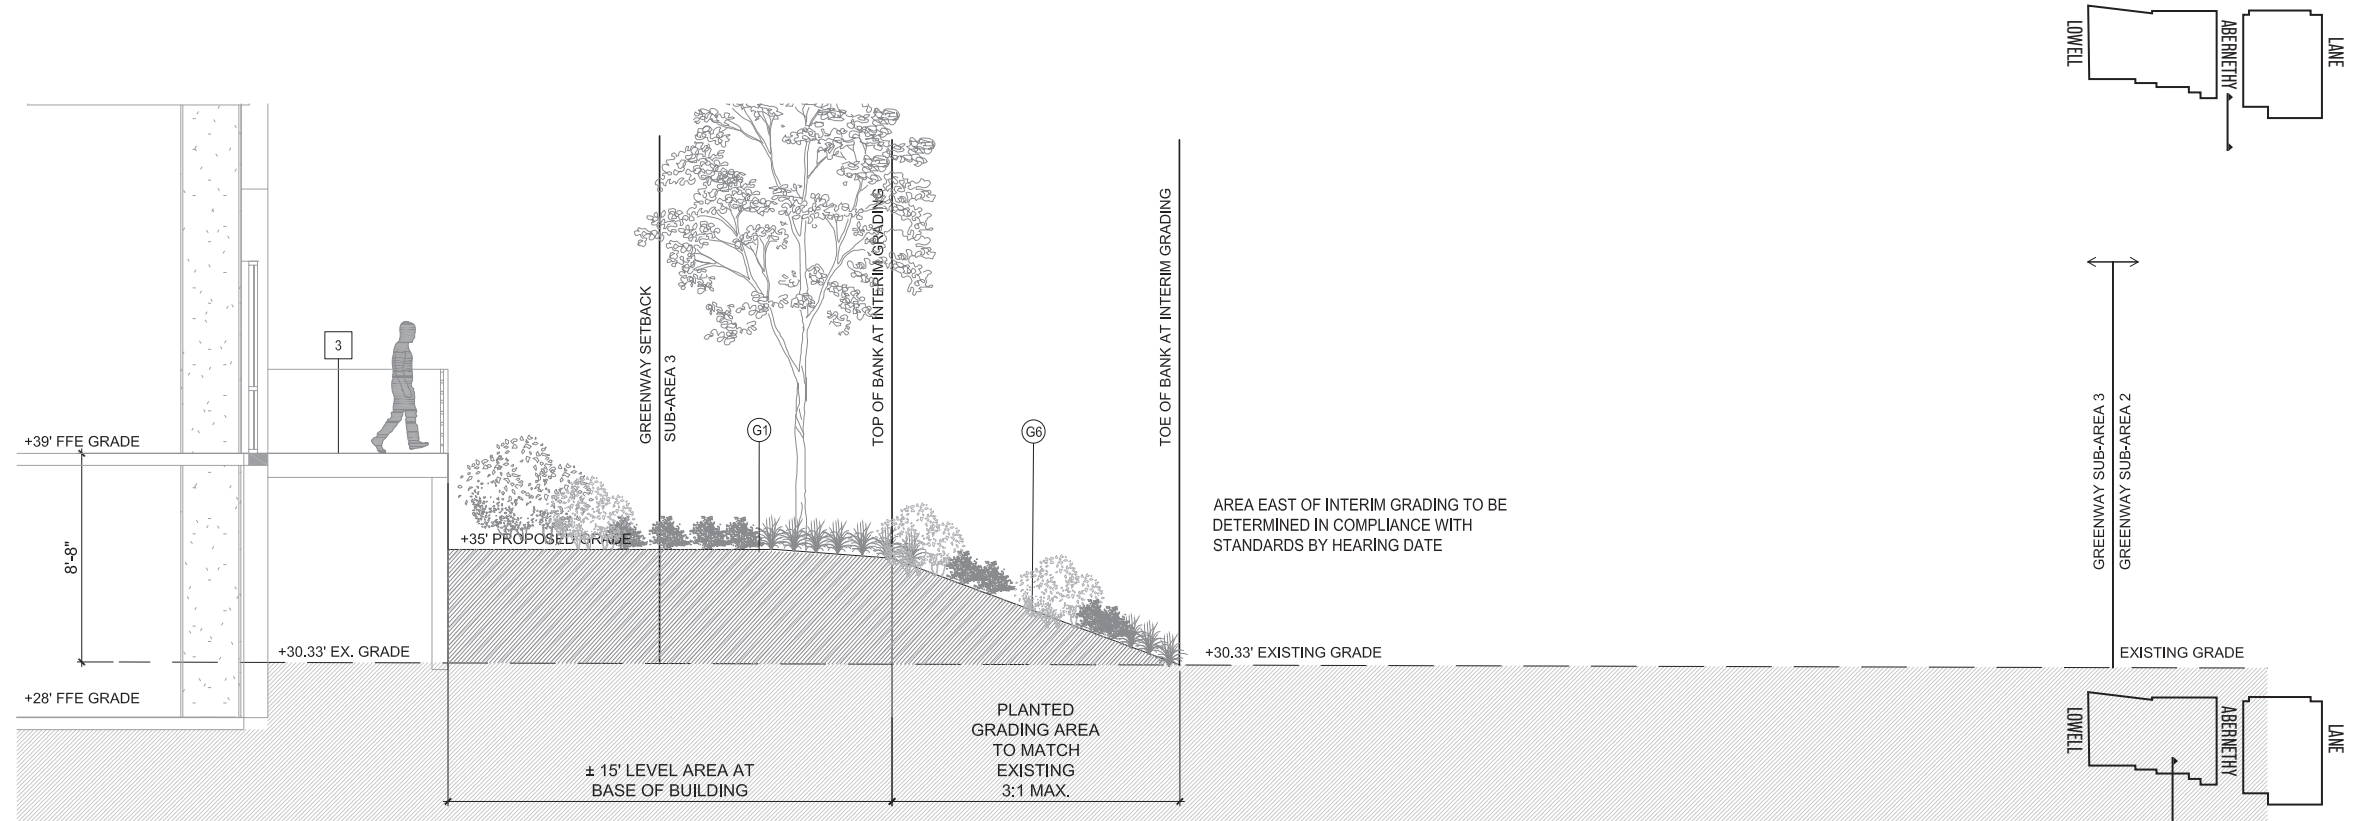 LOWELL
ABERNETHY
LANE
3
+39' FFE GRADE
8'-8"
+30.33' EX. GRADE
+28' FFE GRADE
GREENWAY SETBACK
SUB-AREA 3
G1
TOP OF BANK AT INTERIM GRADING
G6
TOE OF BANK AT INTERIM GRADING
+35' PROPOSED GRADE
AREA EAST OF INTERIM GRADING TO BE
DETERMINED IN COMPLIANCE WITH
STANDARDS BY HEARING DATE
GREENWAY SUB-AREA 3
GREENWAY SUB-AREA 2
+30.33' EXISTING GRADE
EXISTING GRADE
± 15' LEVEL AREA AT
BASE OF BUILDING
PLANTED
GRADING AREA
TO MATCH
EXISTING
3:1 MAX.
LOWELL
ABERNETHY
LANE